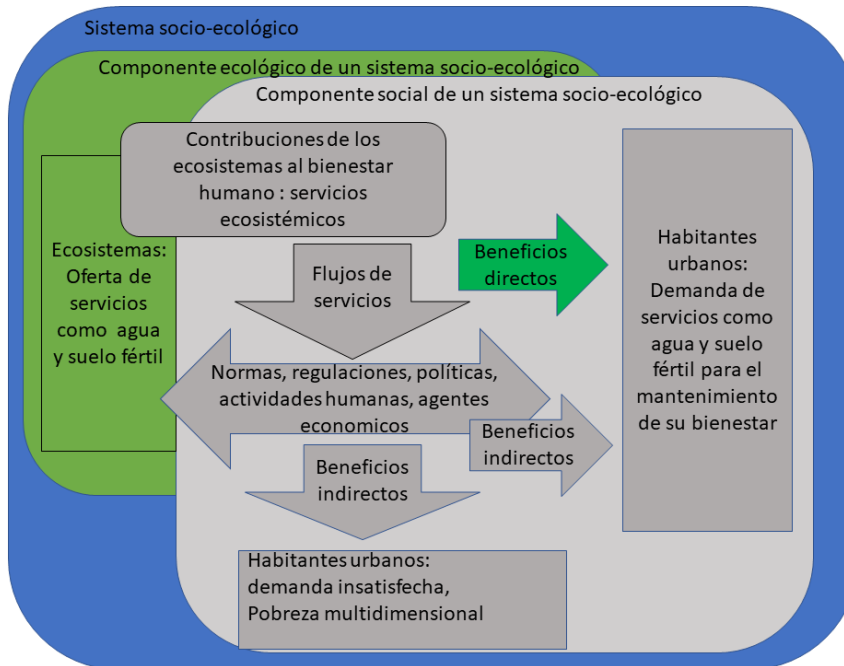 Sistema socio-ecológico
Componente ecológico de un sistema socio-ecológico
Componente social de un sistema socio-ecológico
Contribuciones de los
ecosistemas al bienestar
humano : servicios
ecosistémicos
Ecosistemas:
Oferta de
servicios
como agua
y suelo fértil
Flujos de
servicios
Beneficios
directos
Habitantes
urbanos:
Demanda de
servicios como
agua y suelo
fértil para el
mantenimiento
de su bienestar
Normas, regulaciones, políticas,
actividades humanas, agentes
economicos
Beneficios
indirectos
Beneficios
indirectos
Habitantes urbanos:
demanda insatisfecha,
Pobreza multidimensional